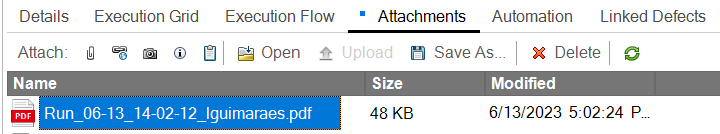 Details Execution Grid Execution Flow Attachments Automation Linked Defects
Attach: Open Upload Save As... Delete
Name Size Modified
PDF Run_06-13_14-02-12_lguimaraes.pdf 48 KB 6/13/2023 5:02:24 P...